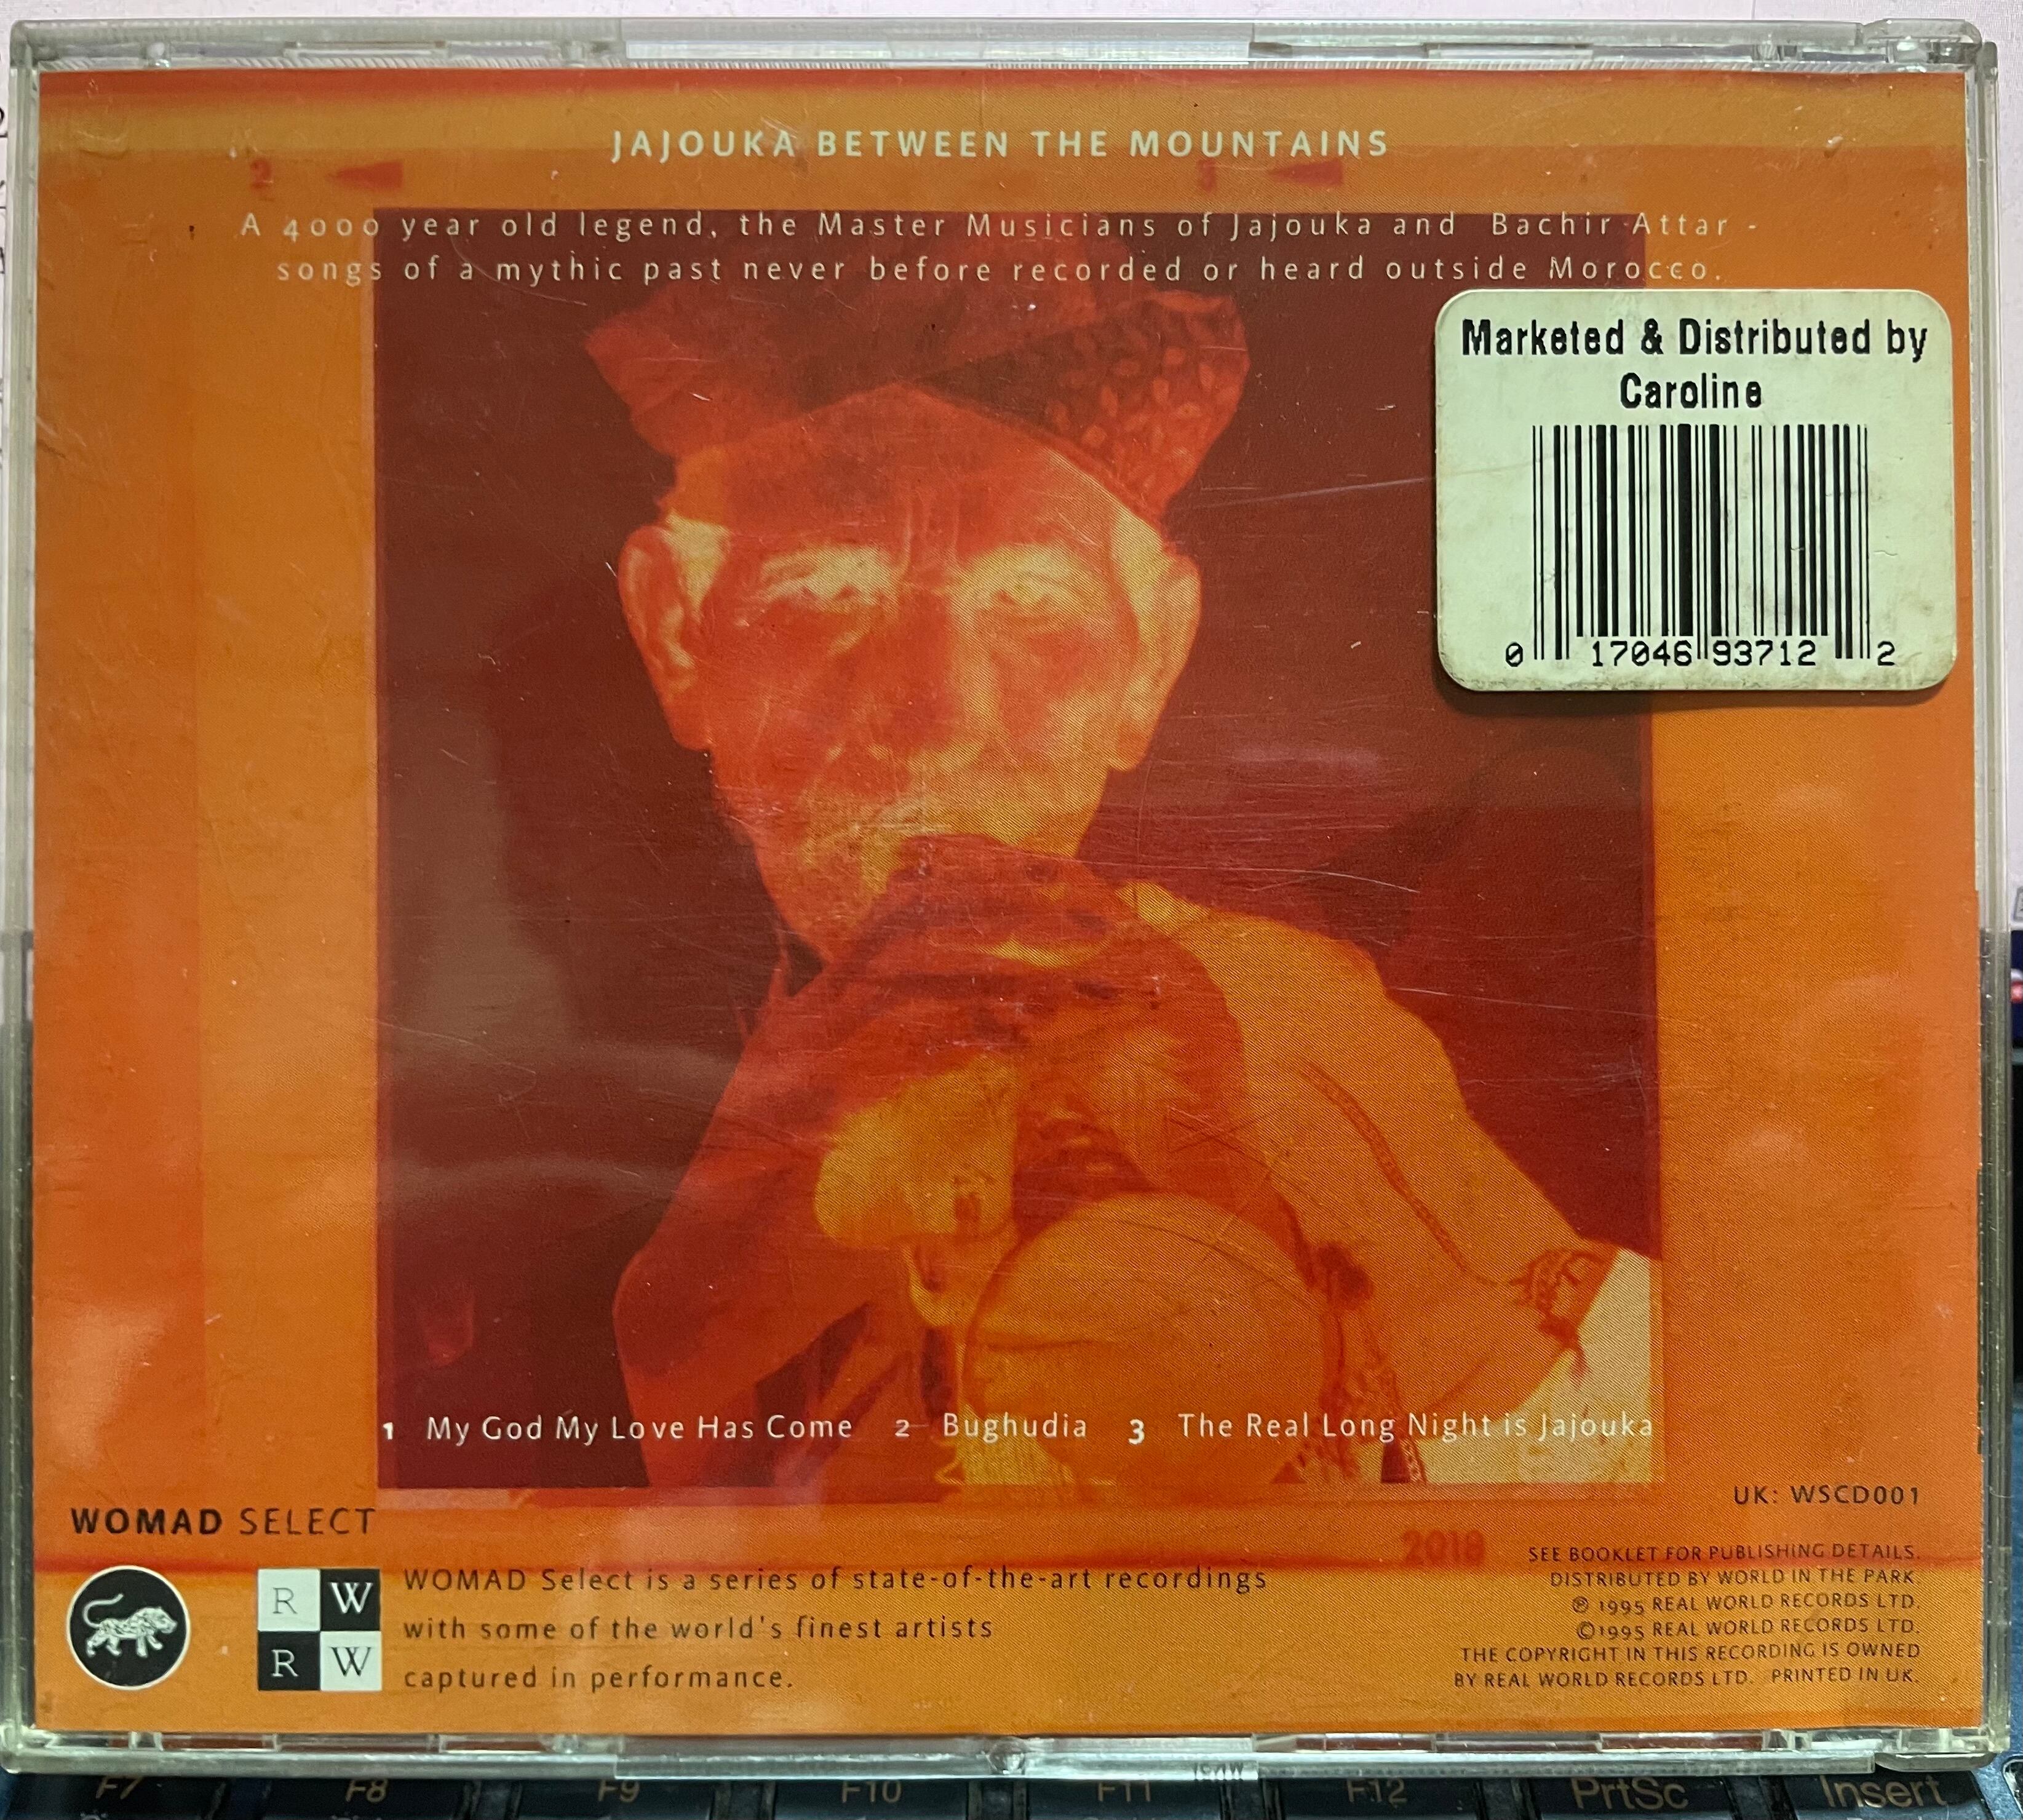 JAJOUKA BETWEEN THE MOUNTAINS
2 3
A 4000 year old legend, the Master Musicians of Jajouka and Bachir Attar -
songs of a mythic past never before recorded or heard outside Morocco.
Marketed & Distributed by
Caroline
0 17046 93712 2
1 My God My Love Has Come 2 Bughudia 3 The Real Long Night is Jajouka
UK: WSCD001
WOMAD SELECT
2018
R W
R W
WOMAD Select is a series of state-of-the-art recordings
with some of the world's finest artists
captured in performance.
SEE BOOKLET FOR PUBLISHING DETAILS.
DISTRIBUTED BY WORLD IN THE PARK.
℗ 1995 REAL WORLD RECORDS LTD.
©1995 REAL WORLD RECORDS LTD.
THE COPYRIGHT IN THIS RECORDING IS OWNED
BY REAL WORLD RECORDS LTD. PRINTED IN UK.
F7 F8 F9 F10 F11 F12 PrtSc Insert